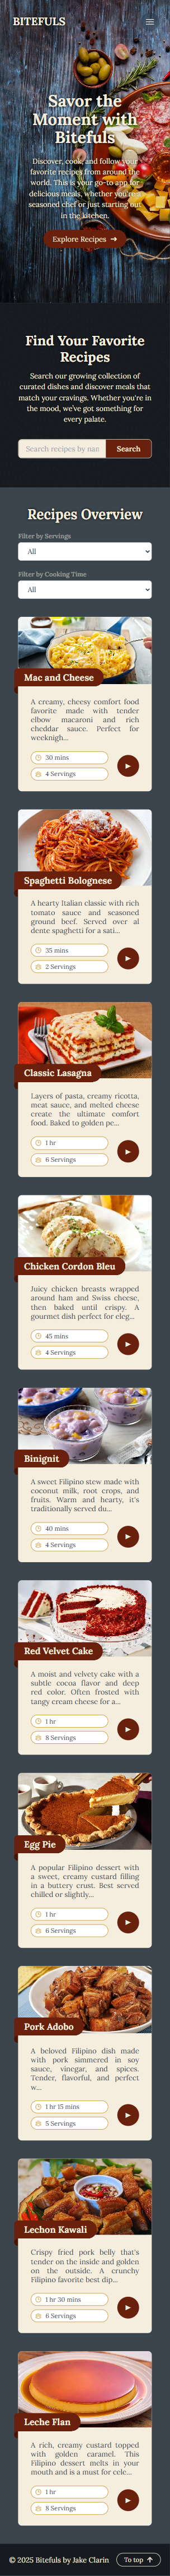 BITEFULS
Savor the
Moment with
Bitefuls
Discover, cook, and follow your
favorite recipes from around the
world. This is your go-to app for
delicious meals, whether you're a
seasoned chef or just starting out
in the kitchen.
Explore Recipes ➔
Find Your Favorite
Recipes
Search our growing collection of
curated dishes and discover meals that
match your cravings. Whether you're in
the mood, we've got something for
every palate.
Search recipes by nam
Search
Recipes Overview
Filter by Servings
All
Filter by Cooking Time
All
Mac and Cheese
A creamy, cheesy comfort food
favorite made with tender
elbow macaroni and rich
cheddar sauce. Perfect for
weeknigh...
30 mins
4 Servings
Spaghetti Bolognese
A hearty Italian classic with rich
tomato sauce and seasoned
ground beef. Served over al
dente spaghetti for a sati...
35 mins
2 Servings
Classic Lasagna
Layers of pasta, creamy ricotta,
meat sauce, and melted cheese
create the ultimate comfort
food. Baked to golden pe...
1 hr
6 Servings
Chicken Cordon Bleu
Juicy chicken breasts wrapped
around ham and Swiss cheese,
then baked until crispy. A
gourmet dish perfect for eleg...
45 mins
4 Servings
Binignit
A sweet Filipino stew made with
coconut milk, root crops, and
fruits. Warm and hearty, it's
traditionally served du...
40 mins
4 Servings
Red Velvet Cake
A moist and velvety cake with a
subtle cocoa flavor and deep
red color. Often frosted with
tangy cream cheese for a...
1 hr
8 Servings
Egg Pie
A popular Filipino dessert with
a sweet, creamy custard filling
in a buttery crust. Best served
chilled or slightly...
1 hr
6 Servings
Pork Adobo
A beloved Filipino dish made
with pork simmered in soy
sauce, vinegar, and spices.
Tender, flavorful, and perfect
w...
1 hr 15 mins
5 Servings
Lechon Kawali
Crispy fried pork belly that's
tender on the inside and golden
on the outside. A crunchy
Filipino favorite best dip...
1 hr 30 mins
6 Servings
Leche Flan
A rich, creamy custard topped
with golden caramel. This
Filipino dessert melts in your
mouth and is a must for cele...
1 hr
8 Servings
© 2025 Bitefuls by Jake Clarin
To top ↑